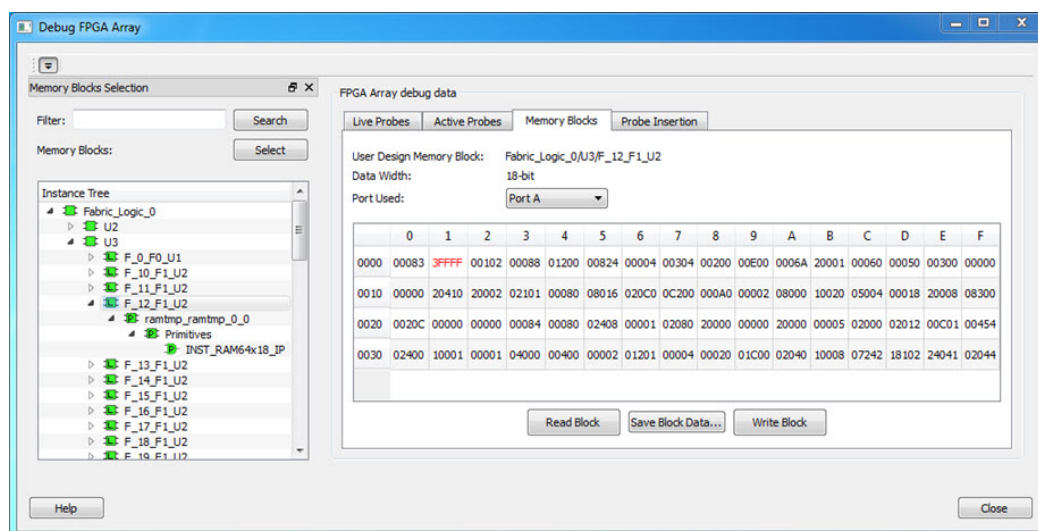 Debug FPGA Array
Memory Blocks Selection
Filter:
Search
Memory Blocks:
Select
Instance Tree
Fabric_Logic_0
U2
U3
F_0_F0_U1
F_10_F1_U2
F_11_F1_U2
F_12_F1_U2
ramtmp_ramtmp_0_0
Primitives
INST_RAM64x18_IP
F_13_F1_U2
F_14_F1_U2
F_15_F1_U2
F_16_F1_U2
F_17_F1_U2
F_18_F1_U2
F_19_F1_U2
FPGA Array debug data
Live Probes Active Probes Memory Blocks Probe Insertion
User Design Memory Block: Fabric_Logic_0/U3/F_12_F1_U2
Data Width: 18-bit
Port Used: Port A
0 1 2 3 4 5 6 7 8 9 A B C D E F
0000 00083 3FFFF 00102 00088 01200 00824 00004 00304 00200 00E00 0006A 20001 00060 00050 00300 00000
0010 00000 20410 20002 02101 00080 08016 020C0 0C200 000A0 00002 08000 10020 05004 00018 20008 08300
0020 0020C 00000 00000 00084 00080 02408 00001 02080 20000 00000 20000 00005 02000 02012 00C01 00454
0030 02400 10001 00001 04000 00400 00002 01201 00004 00020 01C00 02040 10008 07242 18102 24041 02044
Read Block Save Block Data... Write Block
Help
Close